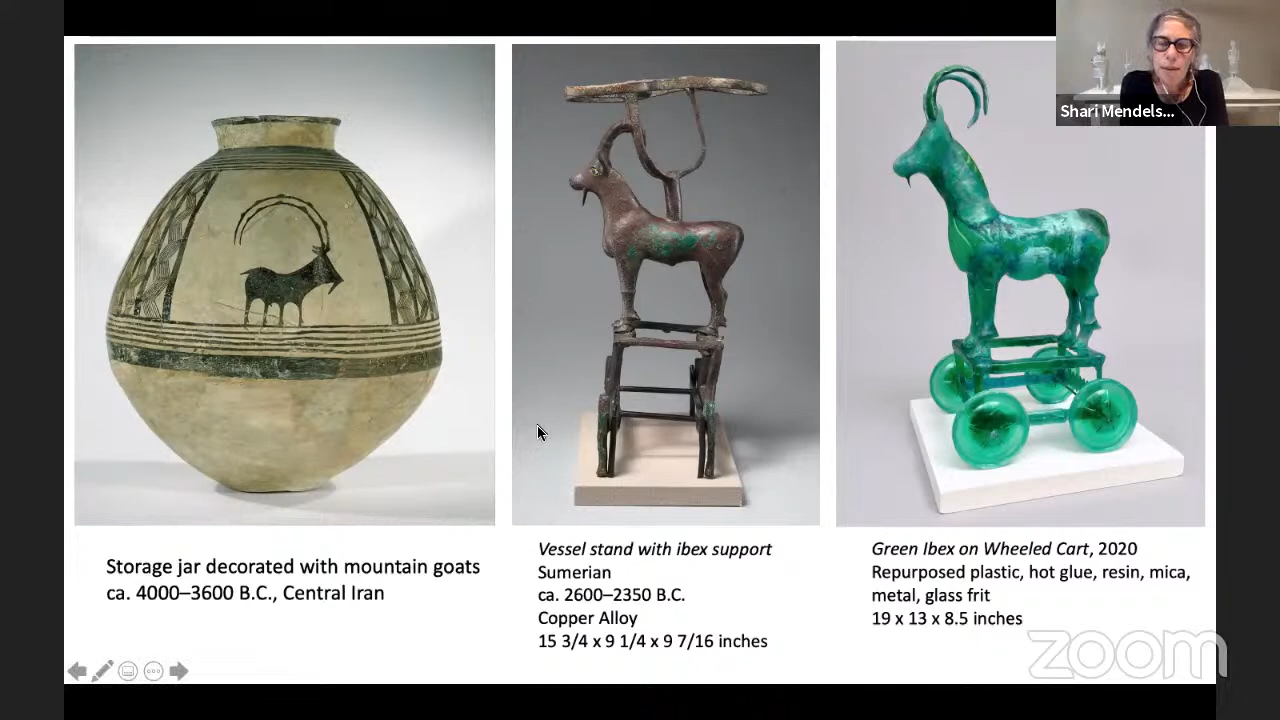 Shari Mendels...
Storage jar decorated with mountain goats
ca. 4000–3600 B.C., Central Iran
Vessel stand with ibex support
Sumerian
ca. 2600–2350 B.C.
Copper Alloy
15 3/4 x 9 1/4 x 9 7/16 inches
Green Ibex on Wheeled Cart, 2020
Repurposed plastic, hot glue, resin, mica,
metal, glass frit
19 x 13 x 8.5 inches
zoom